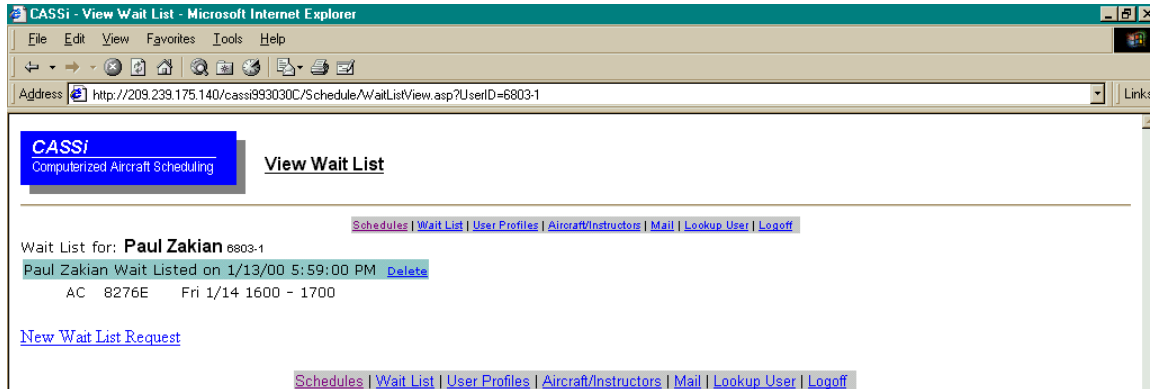 CASSi - View Wait List - Microsoft Internet Explorer
File Edit View Favorites Tools Help
Address http://209.239.175.140/cassi993030C/Schedule/WaitListView.asp?UserID=6803-1 Links
CASSi
Computerized Aircraft Scheduling
View Wait List
Schedules | Wait List | User Profiles | Aircraft/Instructors | Mail | Lookup User | Logoff
Wait List for: Paul Zakian 6803-1
Paul Zakian Wait Listed on 1/13/00 5:59:00 PM Delete
AC 8276E Fri 1/14 1600 - 1700
New Wait List Request
Schedules | Wait List | User Profiles | Aircraft/Instructors | Mail | Lookup User | Logoff